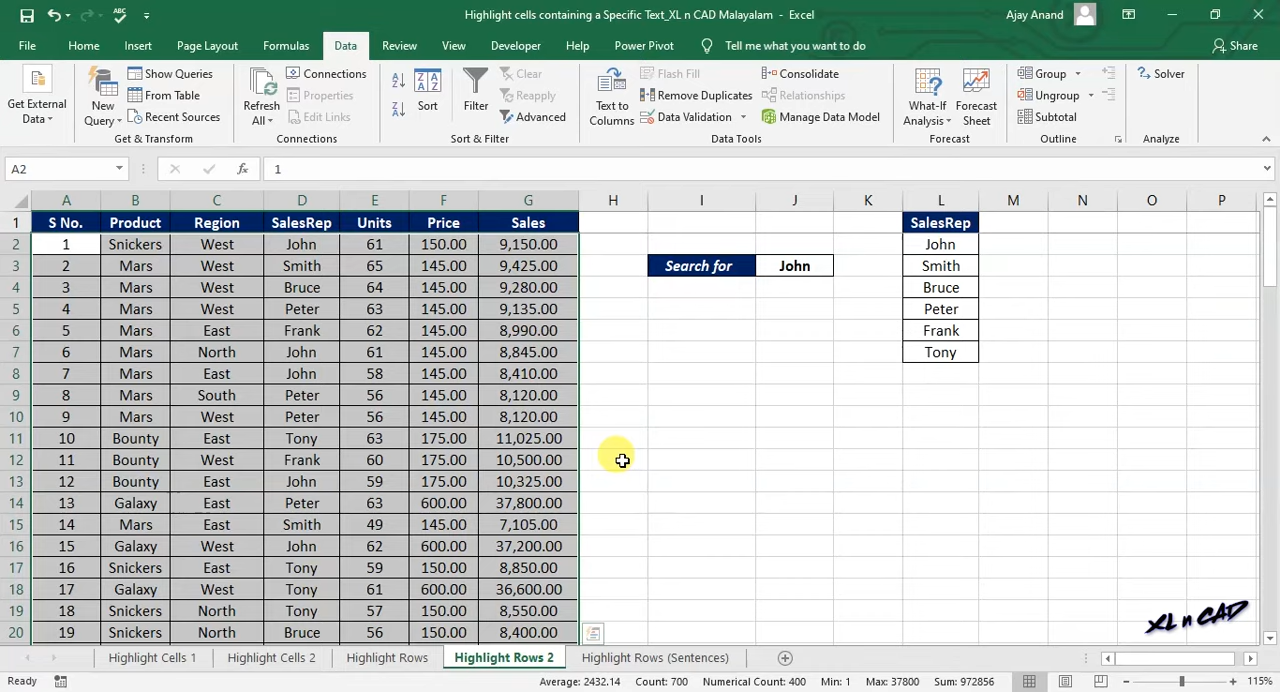 Highlight cells containing a Specific Text_XL n CAD Malayalam - Excel
Ajay Anand
File Home Insert Page Layout Formulas Data Review View Developer Help Power Pivot Tell me what you want to do Share
Get External Data
New Query
Show Queries
From Table
Recent Sources
Get & Transform
Refresh All
Connections
Properties
Edit Links
Connections
Sort
Filter
Clear
Reapply
Advanced
Sort & Filter
Text to Columns
Flash Fill
Remove Duplicates
Data Validation
Consolidate
Relationships
Manage Data Model
Data Tools
What-If Analysis
Forecast Sheet
Forecast
Group
Ungroup
Subtotal
Outline
Solver
Analyze
A2 fx 1
A B C D E F G H I J K L M N O P
1 S No. Product Region SalesRep Units Price Sales SalesRep
2 1 Snickers West John 61 150.00 9,150.00 John
3 2 Mars West Smith 65 145.00 9,425.00 Search for John Smith
4 3 Mars West Bruce 64 145.00 9,280.00 Bruce
5 4 Mars West Peter 63 145.00 9,135.00 Peter
6 5 Mars East Frank 62 145.00 8,990.00 Frank
7 6 Mars North John 61 145.00 8,845.00 Tony
8 7 Mars East John 58 145.00 8,410.00
9 8 Mars South Peter 56 145.00 8,120.00
10 9 Mars West Peter 56 145.00 8,120.00
11 10 Bounty East Tony 63 175.00 11,025.00
12 11 Bounty West Frank 60 175.00 10,500.00
13 12 Bounty East John 59 175.00 10,325.00
14 13 Galaxy East Peter 63 600.00 37,800.00
15 14 Mars East Smith 49 145.00 7,105.00
16 15 Galaxy West John 62 600.00 37,200.00
17 16 Snickers East Tony 59 150.00 8,850.00
18 17 Galaxy West Tony 61 600.00 36,600.00
19 18 Snickers North Tony 57 150.00 8,550.00
20 19 Snickers North Bruce 56 150.00 8,400.00
XL n CAD
Highlight Cells 1 Highlight Cells 2 Highlight Rows Highlight Rows 2 Highlight Rows (Sentences)
Ready Average: 2432.14 Count: 700 Numerical Count: 400 Min: 1 Max: 37800 Sum: 972856 115%